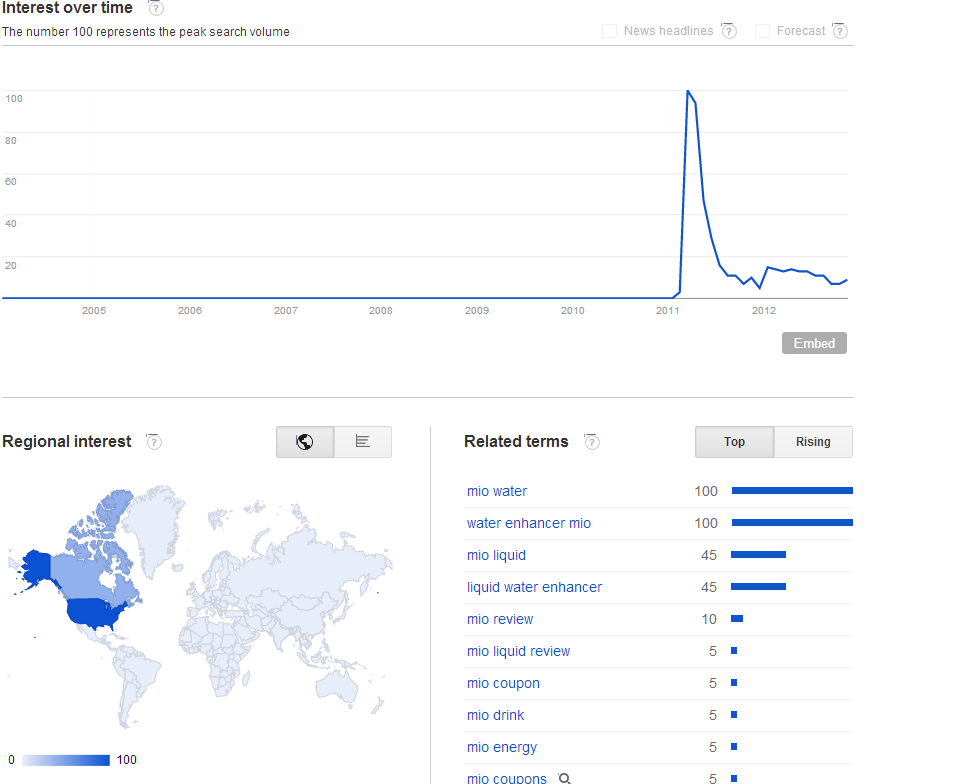 Interest over time ?
The number 100 represents the peak search volume
News headlines ? Forecast ?
100
80
60
40
20
2005 2006 2007 2008 2009 2010 2011 2012
Embed
Regional interest ?
0 100
Related terms ? Top Rising
mio water 100
water enhancer mio 100
mio liquid 45
liquid water enhancer 45
mio review 10
mio liquid review 5
mio coupon 5
mio drink 5
mio energy 5
mio coupons 5